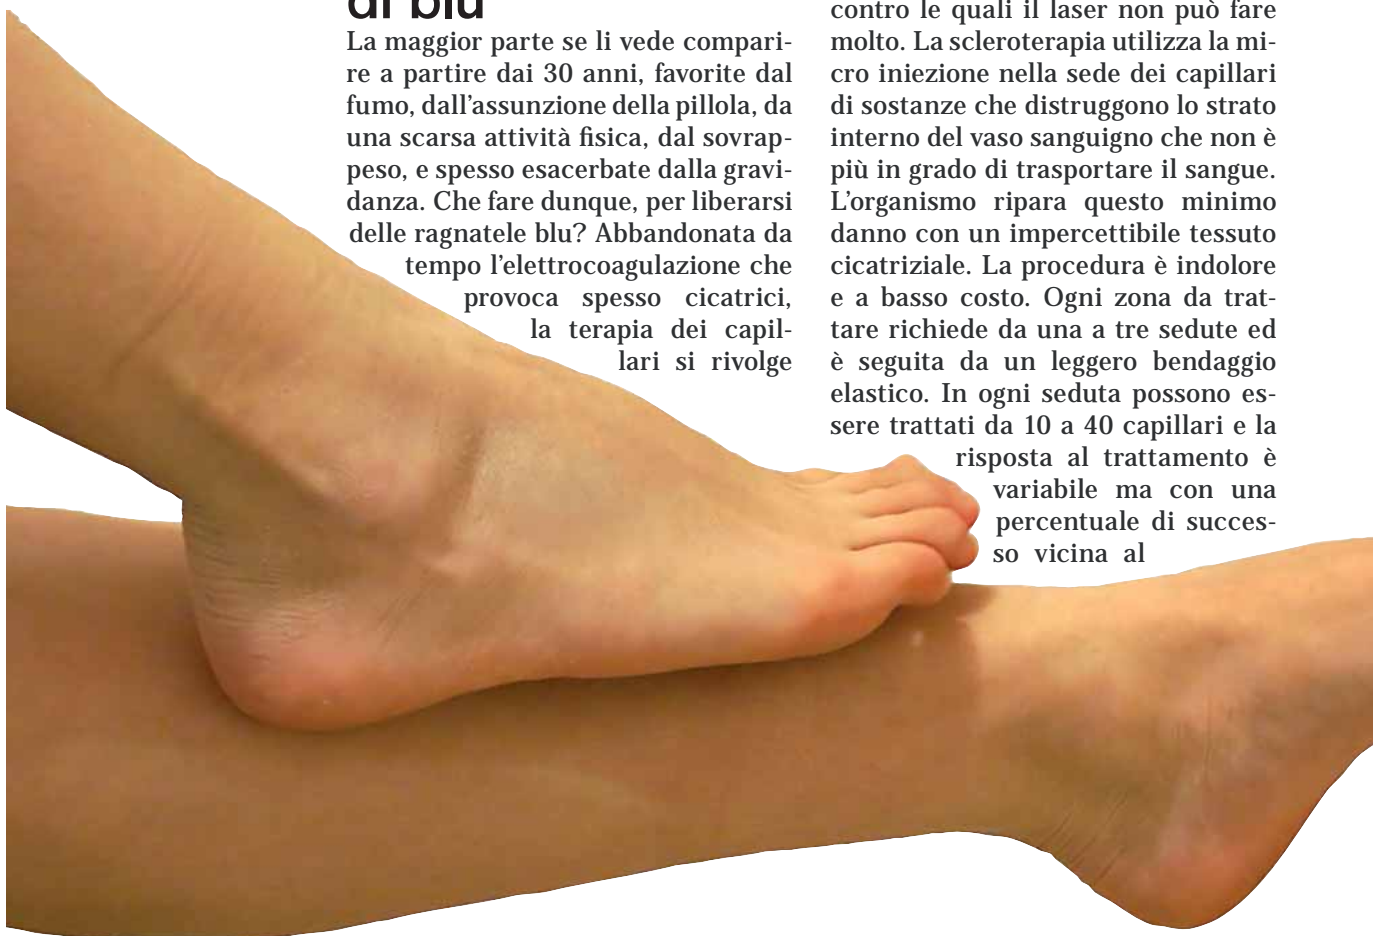 di blu
La maggior parte se li vede compari-
re a partire dai 30 anni, favorite dal
fumo, dall'assunzione della pillola, da
una scarsa attività fisica, dal sovrap-
peso, e spesso esacerbate dalla gravi-
danza. Che fare dunque, per liberarsi
delle ragnatele blu? Abbandonata da
tempo l'elettrocoagulazione che
provoca spesso cicatrici,
la terapia dei capil-
lari si rivolge
contro le quali il laser non può fare
molto. La scleroterapia utilizza la mi-
cro iniezione nella sede dei capillari
di sostanze che distruggono lo strato
interno del vaso sanguigno che non è
più in grado di trasportare il sangue.
L'organismo ripara questo minimo
danno con un impercettibile tessuto
cicatriziale. La procedura è indolore
e a basso costo. Ogni zona da trat-
tare richiede da una a tre sedute ed
è seguita da un leggero bendaggio
elastico. In ogni seduta possono es-
sere trattati da 10 a 40 capillari e la
risposta al trattamento è
variabile ma con una
percentuale di succes-
so vicina al